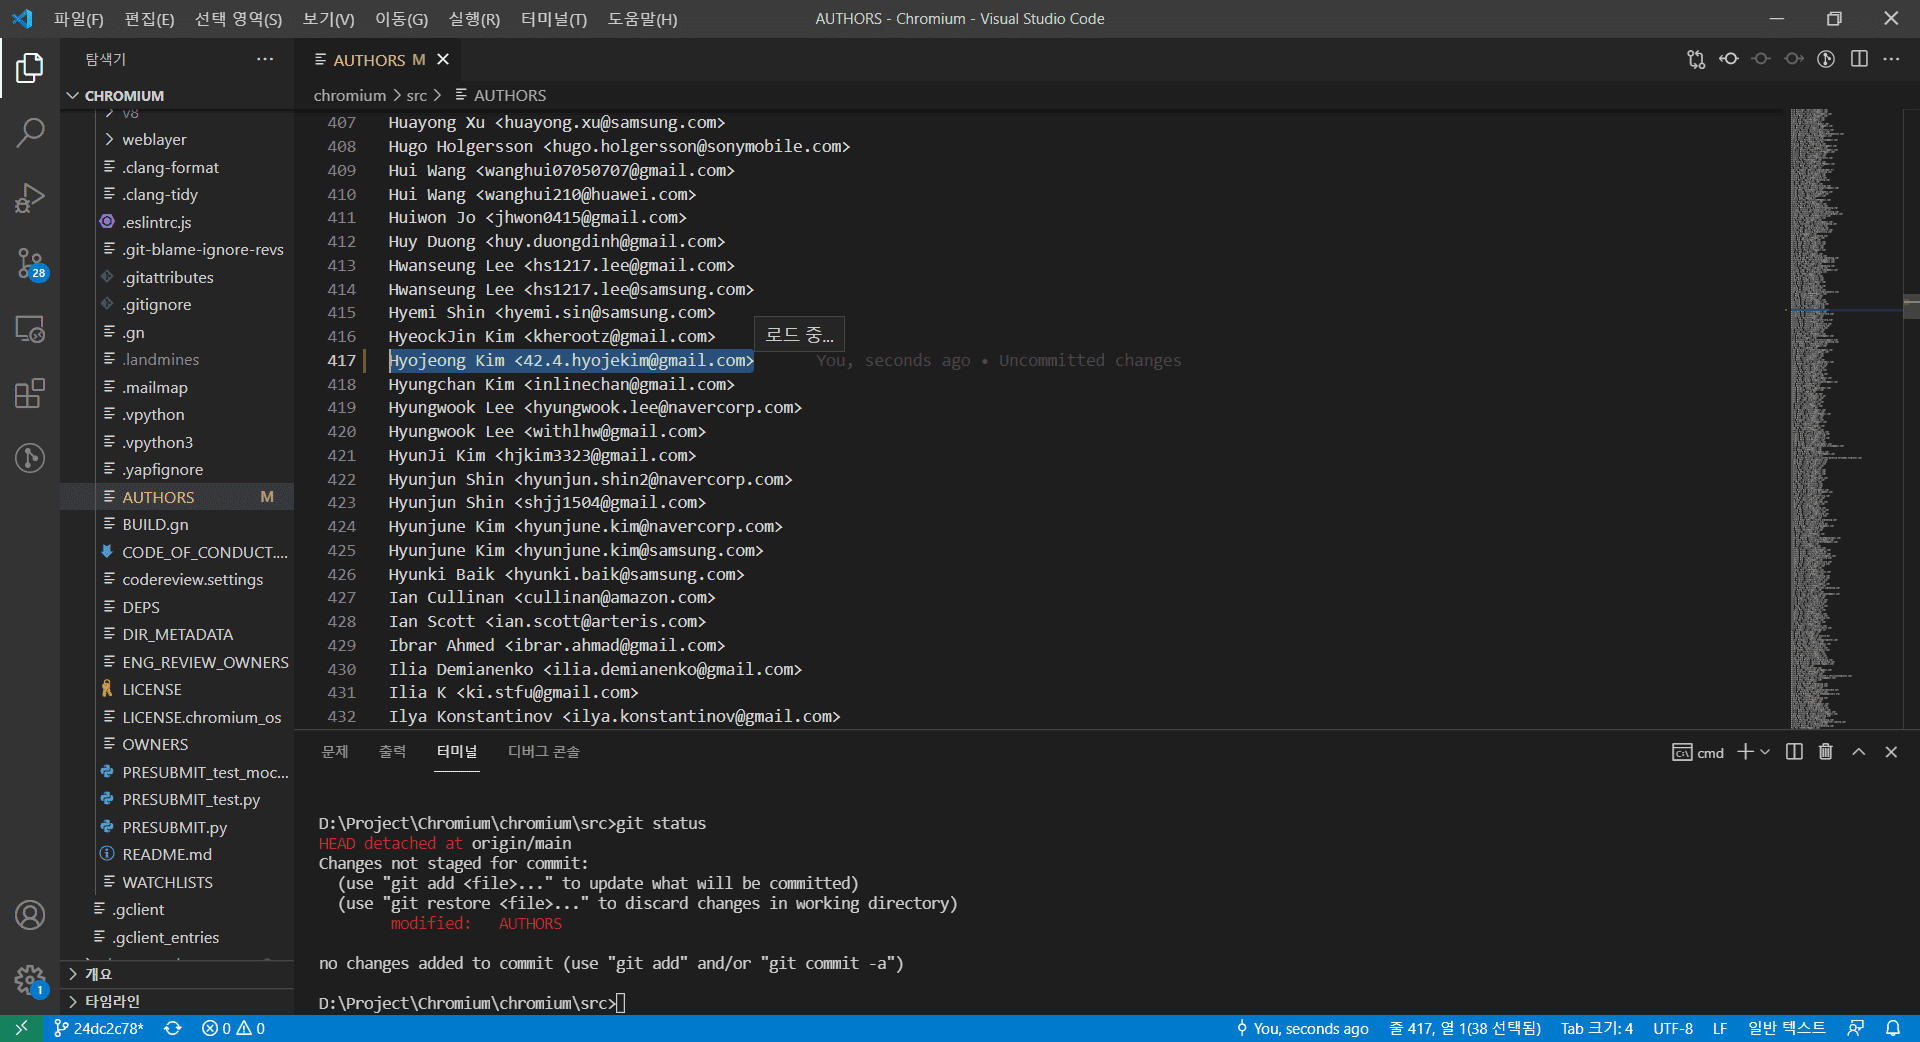 파일(F) 편집(E) 선택 영역(S) 보기(V) 이동(G) 실행(R) 터미널(T) 도움말(H) AUTHORS - Chromium - Visual Studio Code
탐색기 ···
AUTHORS M
CHROMIUM
chromium > src > AUTHORS
v8
weblayer
.clang-format
.clang-tidy
.eslintrc.js
.git-blame-ignore-revs
.gitattributes
.gitignore
.gn
.landmines
.mailmap
.vpython
.vpython3
.yapfignore
AUTHORS M
BUILD.gn
CODE_OF_CONDUCT....
codereview.settings
DEPS
DIR_METADATA
ENG_REVIEW_OWNERS
LICENSE
LICENSE.chromium_os
OWNERS
PRESUBMIT_test_moc...
PRESUBMIT_test.py
PRESUBMIT.py
README.md
WATCHLISTS
.gclient
.gclient_entries
개요
타임라인
28
1
407 Huayong Xu <huayong.xu@samsung.com>
408 Hugo Holgersson <hugo.holgersson@sonymobile.com>
409 Hui Wang <wanghui07050707@gmail.com>
410 Hui Wang <wanghui210@huawei.com>
411 Huiwon Jo <jhwon0415@gmail.com>
412 Huy Duong <huy.duongdinh@gmail.com>
413 Hwanseung Lee <hs1217.lee@gmail.com>
414 Hwanseung Lee <hs1217.lee@samsung.com>
415 Hyemi Shin <hyemi.sin@samsung.com>
416 HyeockJin Kim <kherootz@gmail.com>
로드 중...
417 Hyojeong Kim <42.4.hyojekim@gmail.com> You, seconds ago • Uncommitted changes
418 Hyungchan Kim <inlinechan@gmail.com>
419 Hyungwook Lee <hyungwook.lee@navercorp.com>
420 Hyungwook Lee <withlhw@gmail.com>
421 HyunJi Kim <hjkim3323@gmail.com>
422 Hyunjun Shin <hyunjun.shin2@navercorp.com>
423 Hyunjun Shin <shjj1504@gmail.com>
424 Hyunjune Kim <hyunjune.kim@navercorp.com>
425 Hyunjune Kim <hyunjune.kim@samsung.com>
426 Hyunki Baik <hyunki.baik@samsung.com>
427 Ian Cullinan <cullinan@amazon.com>
428 Ian Scott <ian.scott@arteris.com>
429 Ibrar Ahmed <ibrar.ahmad@gmail.com>
430 Ilia Demianenko <ilia.demianenko@gmail.com>
431 Ilia K <ki.stfu@gmail.com>
432 Ilya Konstantinov <ilya.konstantinov@gmail.com>
문제 출력 터미널 디버그 콘솔 cmd
D:\Project\Chromium\chromium\src>git status
HEAD detached at origin/main
Changes not staged for commit:
(use "git add <file>..." to update what will be committed)
(use "git restore <file>..." to discard changes in working directory)
modified: AUTHORS
no changes added to commit (use "git add" and/or "git commit -a")
D:\Project\Chromium\chromium\src>
24dc2c78* 0 0 You, seconds ago 줄 417, 열 1(38 선택됨) Tab 크기: 4 UTF-8 LF 일반 텍스트